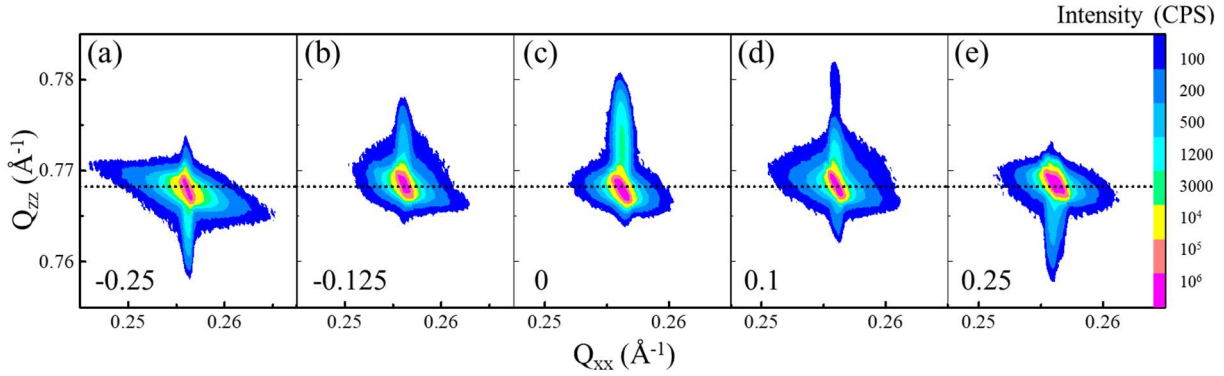 Intensity (CPS)
(a) (b) (c) (d) (e)
0.78
0.77
0.76
Q_ZZ (Å⁻¹)
-0.25 -0.125 0 0.1 0.25
0.25 0.26 0.25 0.26 0.25 0.26 0.25 0.26 0.25 0.26
Q_XX (Å⁻¹)
100
200
500
1200
3000
10⁴
10⁵
10⁶